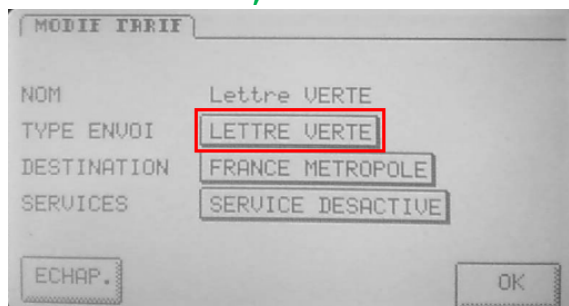 MODIF TARIF
NOM Lettre VERTE
TYPE ENVOI LETTRE VERTE
DESTINATION FRANCE METROPOLE
SERVICES SERVICE DESACTIVE
ECHAP. OK